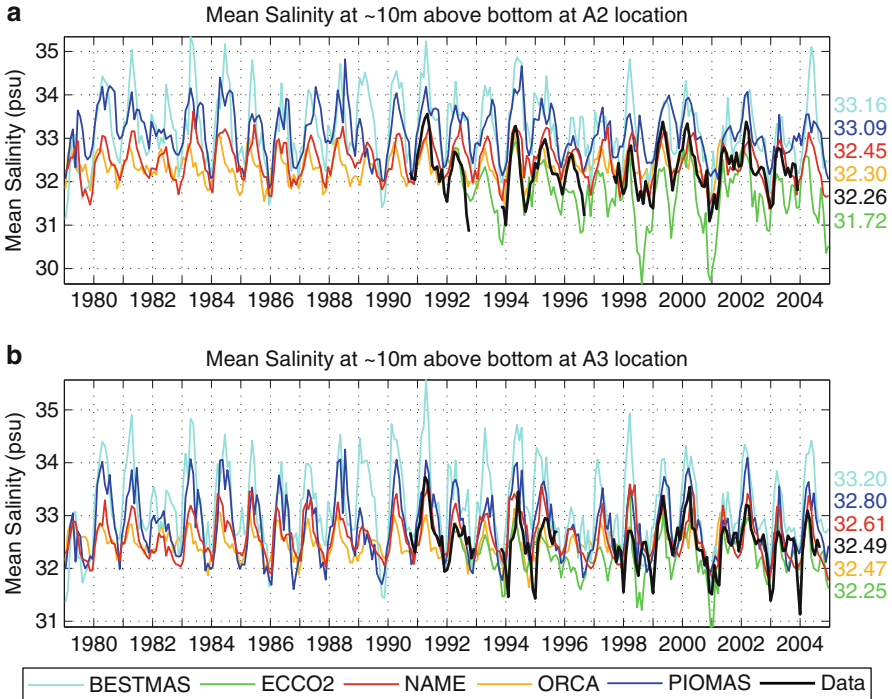 a
Mean Salinity at ~10m above bottom at A2 location
Mean Salinity (psu)
35
34
33
32
31
30
33.16
33.09
32.45
32.30
32.26
31.72
1980 1982 1984 1986 1988 1990 1992 1994 1996 1998 2000 2002 2004
b
Mean Salinity at ~10m above bottom at A3 location
Mean Salinity (psu)
35
34
33
32
31
33.20
32.80
32.61
32.49
32.47
32.25
1980 1982 1984 1986 1988 1990 1992 1994 1996 1998 2000 2002 2004
BESTMAS ECCO2 NAME ORCA PIOMAS Data